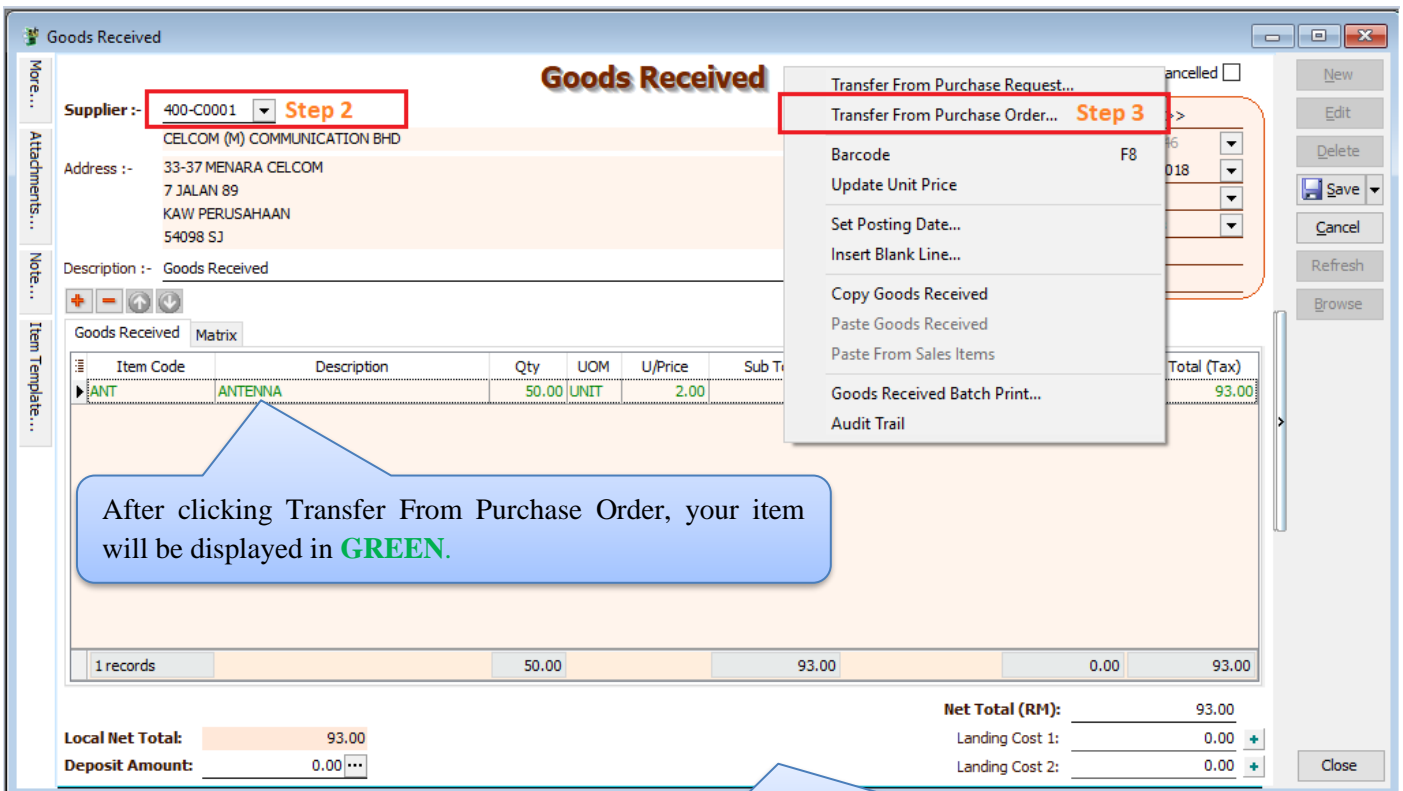 Goods Received
More...
Attachments...
Note...
Item Template...
Goods Received
Cancelled
Supplier :- 400-C0001 Step 2
CELCOM (M) COMMUNICATION BHD
Address :- 33-37 MENARA CELCOM
7 JALAN 89
KAW PERUSAHAAN
54098 SJ
Description :- Goods Received
>>
018
Transfer From Purchase Request...
Transfer From Purchase Order... Step 3
Barcode F8
Update Unit Price
Set Posting Date...
Insert Blank Line...
Copy Goods Received
Paste Goods Received
Paste From Sales Items
Goods Received Batch Print...
Audit Trail
New
Edit
Delete
Save
Cancel
Refresh
Browse
Goods Received Matrix
Item Code Description Qty UOM U/Price Sub T Total (Tax)
ANT ANTENNA 50.00 UNIT 2.00 93.00
After clicking Transfer From Purchase Order, your item
will be displayed in GREEN.
1 records 50.00 93.00 0.00 93.00
Net Total (RM): 93.00
Local Net Total: 93.00 Landing Cost 1: 0.00
Deposit Amount: 0.00 Landing Cost 2: 0.00
Close